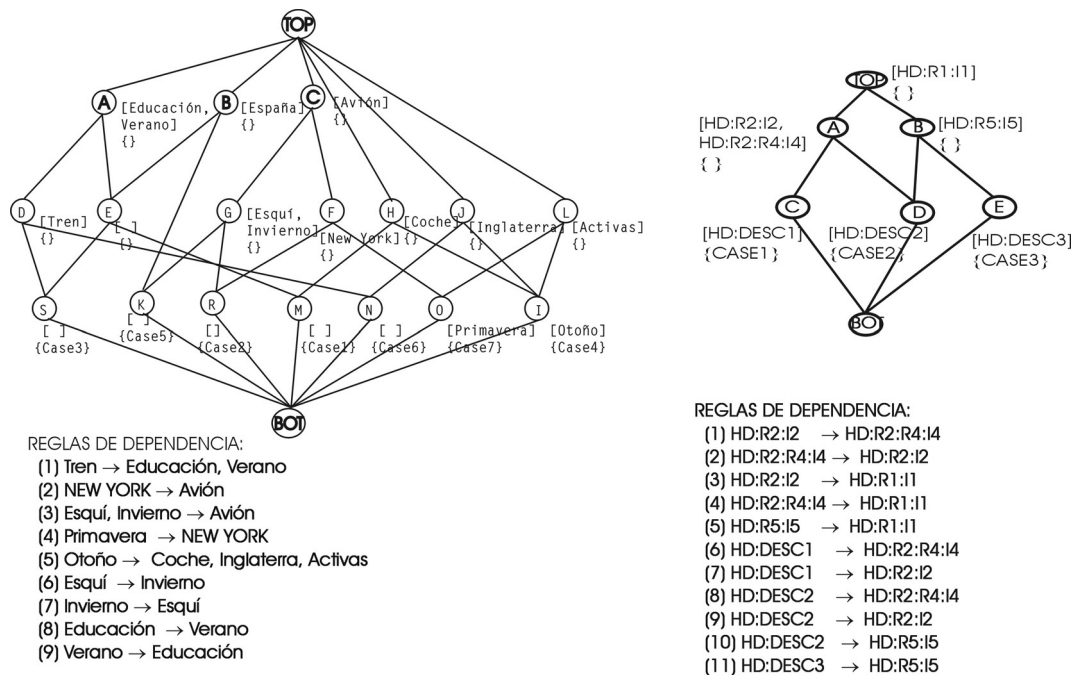 TOP
A
B
C
[Educación,
Verano]
{}
[España]
{}
[Avión]
{}
D
E
G
F
H
J
L
[Tren]
{}
[ ]
{}
[Esquí,
Invierno]
{}
[New York]
{}
[Coche]
{}
[Inglaterra]
{}
[Activas]
{}
S
K
R
M
N
O
I
[ ]
{Case3}
[ ]
{Case5}
[]
{Case2}
[ ]
{Case1}
[ ]
{Case6}
[Primavera]
{Case7}
[Otoño]
{Case4}
BOT
REGLAS DE DEPENDENCIA:
(1) Tren → Educación, Verano
(2) NEW YORK → Avión
(3) Esquí, Invierno → Avión
(4) Primavera → NEW YORK
(5) Otoño → Coche, Inglaterra, Activas
(6) Esquí → Invierno
(7) Invierno → Esquí
(8) Educación → Verano
(9) Verano → Educación
TOP
[HD:R1:I1]
{ }
[HD:R2:I2,
HD:R2:R4:I4]
{ }
A
B
[HD:R5:I5]
{ }
C
D
E
[HD:DESC1]
{CASE1}
[HD:DESC2]
{CASE2}
[HD:DESC3]
{CASE3}
BOT
REGLAS DE DEPENDENCIA:
(1) HD:R2:I2 → HD:R2:R4:I4
(2) HD:R2:R4:I4 → HD:R2:I2
(3) HD:R2:I2 → HD:R1:I1
(4) HD:R2:R4:I4 → HD:R1:I1
(5) HD:R5:I5 → HD:R1:I1
(6) HD:DESC1 → HD:R2:R4:I4
(7) HD:DESC1 → HD:R2:I2
(8) HD:DESC2 → HD:R2:R4:I4
(9) HD:DESC2 → HD:R2:I2
(10) HD:DESC2 → HD:R5:I5
(11) HD:DESC3 → HD:R5:I5